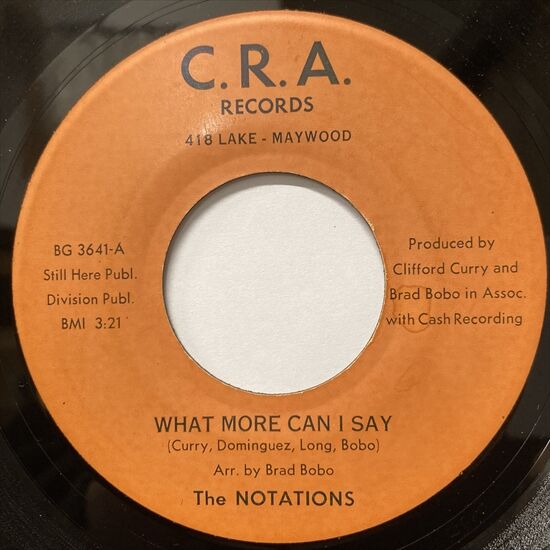 C.R.A.
RECORDS
418 LAKE - MAYWOOD
BG 3641-A
Still Here Publ.
Division Publ.
BMI 3:21
Produced by
Clifford Curry and
Brad Bobo in Assoc.
with Cash Recording
WHAT MORE CAN I SAY
(Curry, Dominguez, Long, Bobo)
Arr. by Brad Bobo
The NOTATIONS